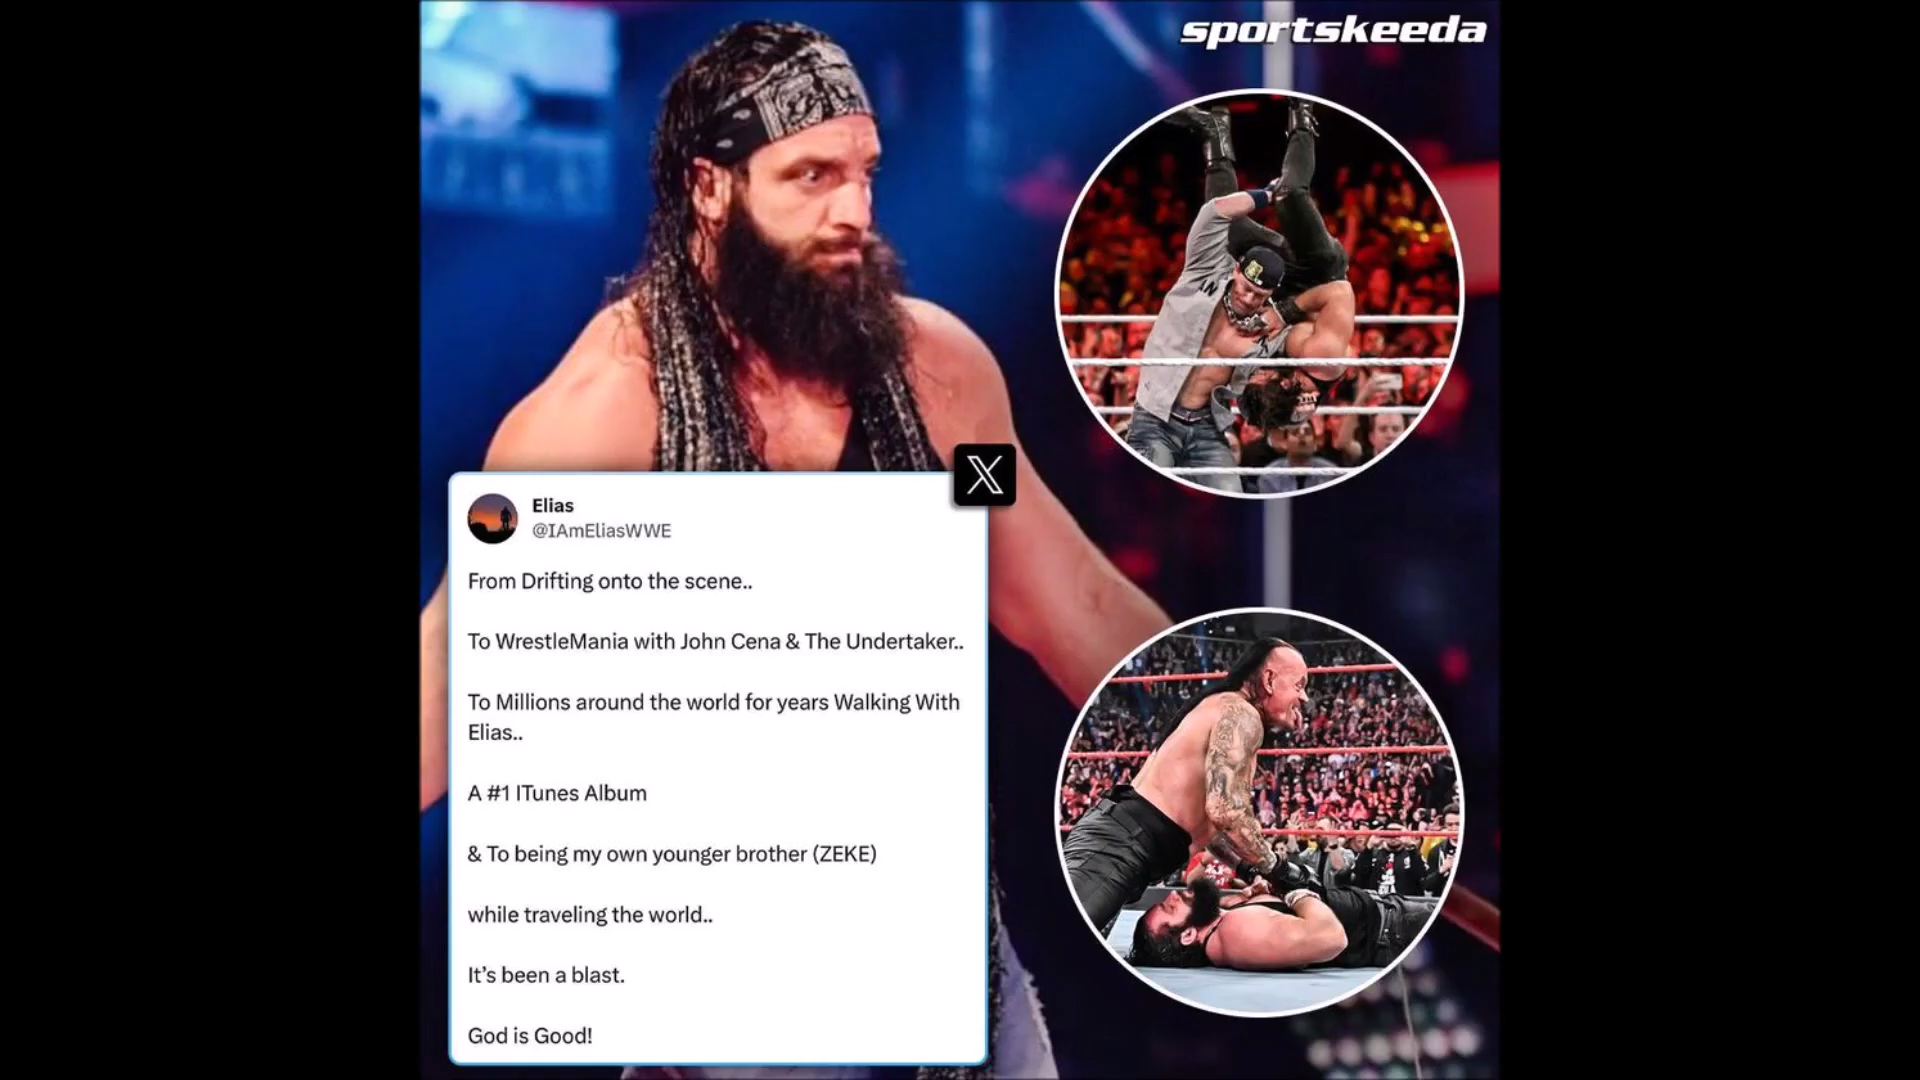 sportskeeda
Elias
@IAmEliasWWE
From Drifting onto the scene..
To WrestleMania with John Cena & The Undertaker..
To Millions around the world for years Walking With
Elias..
A #1 ITunes Album
& To being my own younger brother (ZEKE)
while traveling the world..
It’s been a blast.
God is Good!